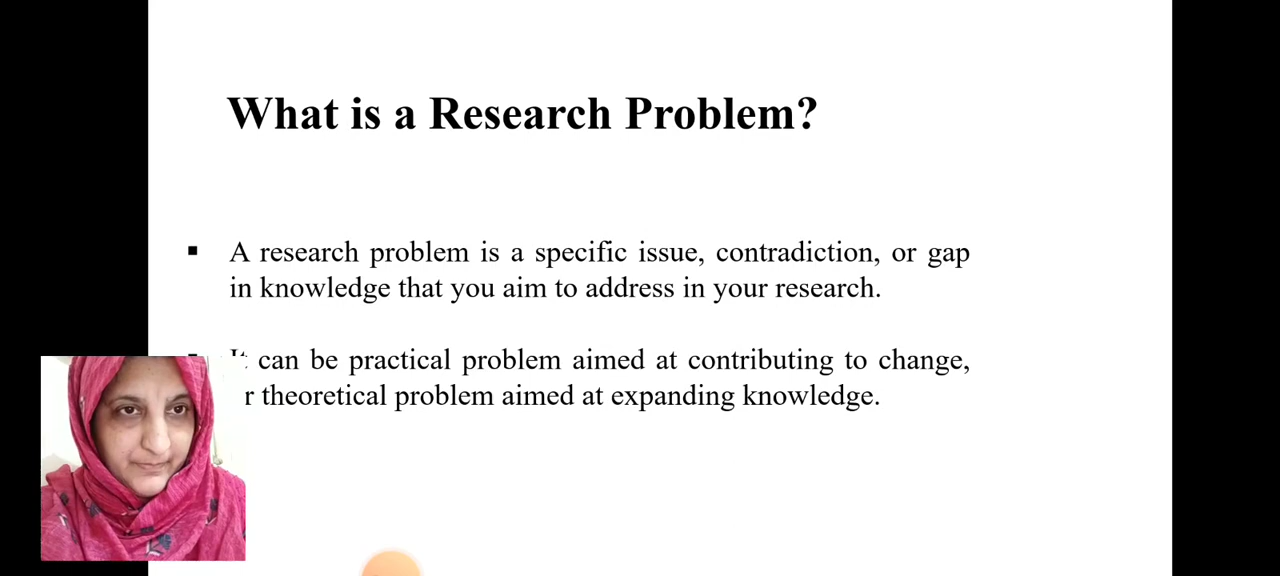 What is a Research Problem?
▪ A research problem is a specific issue, contradiction, or gap
in knowledge that you aim to address in your research.
It can be practical problem aimed at contributing to change,
r theoretical problem aimed at expanding knowledge.